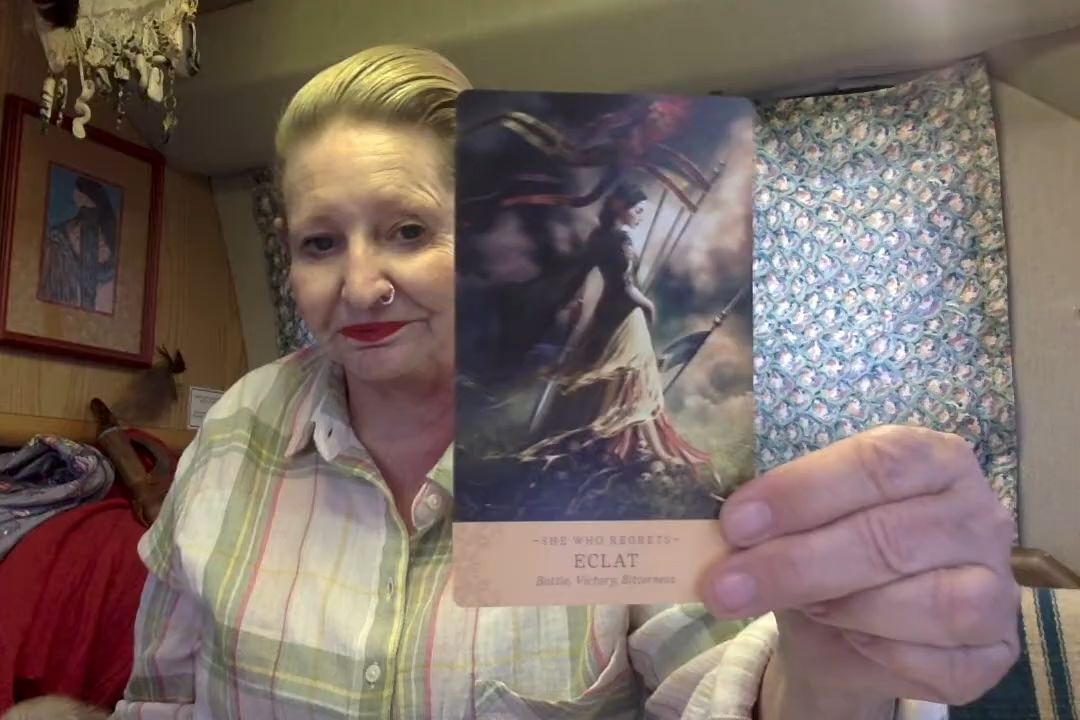 ~SHE WHO REGRETS~
ECLAT
Battle, Victory, Bitterness